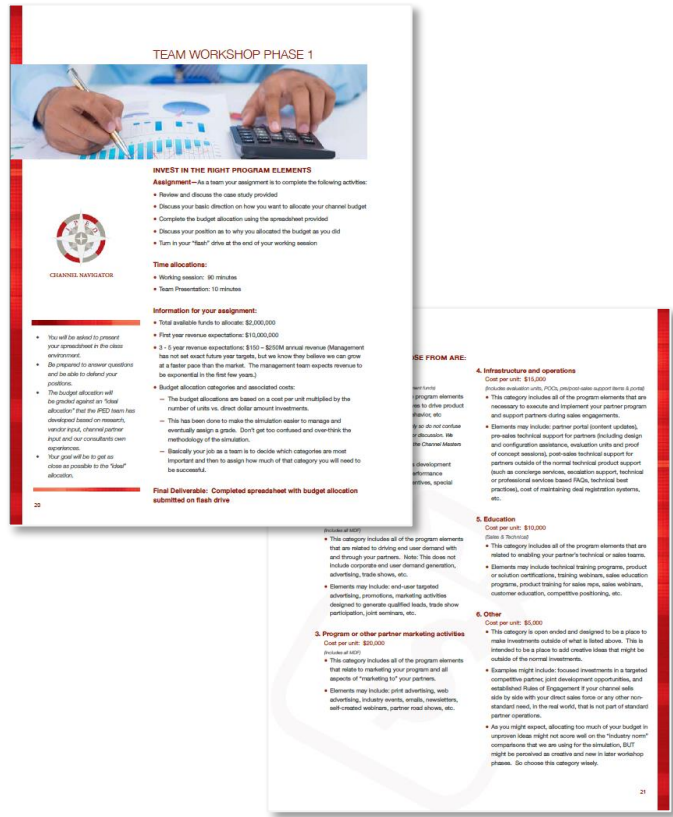 TEAM WORKSHOP PHASE 1
INVEST IN THE RIGHT PROGRAM ELEMENTS
Assignment—As a team your assignment is to complete the following activities:
• Review and discuss the case study provided
• Discuss your basic direction on how you want to allocate your channel budget
• Complete the budget allocation using the spreadsheet provided
• Discuss your position as to why you allocated the budget as you did
• Turn in your "flash" drive at the end of your working session
Time allocations:
• Working session: 90 minutes
• Team Presentation: 10 minutes
Information for your assignment:
• Total available funds to allocate: $2,000,000
• First year revenue expectations: $10,000,000
• 3 - 5 year revenue expectations: $150 – $250M annual revenue (Management
has not set exact future year targets, but we know they believe we can grow
at a faster pace than the market. The management team expects revenue to
be exponential in the first few years.)
• Budget allocation categories and associated costs:
— The budget allocations are based on a cost per unit multiplied by the
number of units vs. direct dollar amount investments.
— This has been done to make the simulation easier to manage and
eventually assign a grade. Don't get too confused and over-think the
methodology of the simulation.
— Basically your job as a team is to decide which categories are most
important and then to assign how much of that category you will need to
be successful.
Final Deliverable: Completed spreadsheet with budget allocation
submitted on flash drive
IPED
CHANNEL NAVIGATOR
• You will be asked to present
your spreadsheet in the class
environment.
• Be prepared to answer questions
and be able to defend your
positions.
• The budget allocation will
be graded against an "ideal
allocation" that the IPED team has
developed based on research,
vendor input, channel partner
input and our consultants own
experiences.
• Your goal will be to get as
close as possible to the "ideal"
allocation.
20
SE FROM ARE:
ment funds)
program elements
es to drive product
havior, etc
ly so do not confuse
r discussion. We
the Channel Masters
s development
erformance
entives, special
(Includes all MDF)
• This category includes all of the program elements
that are related to driving end user demand with
and through your partners. Note: This does not
include corporate end user demand generation,
advertising, trade shows, etc.
• Elements may include: end-user targeted
advertising, promotions, marketing activities
designed to generate qualified leads, trade show
participation, joint seminars, etc.
3. Program or other partner marketing activities
Cost per unit: $20,000
(Includes all MDF)
• This category includes all of the program elements
that relate to marketing your program and all
aspects of "marketing to" your partners.
• Elements may include: print advertising, web
advertising, industry events, emails, newsletters,
self-created webinars, partner road shows, etc.
4. Infrastructure and operations
Cost per unit: $15,000
(Includes evaluation units, POCs, pre/post-sales support items & portal)
• This category includes all of the program elements that are
necessary to execute and implement your partner program
and support partners during sales engagements.
• Elements may include: partner portal (content updates),
pre-sales technical support for partners (including design
and configuration assistance, evaluation units and proof
of concept sessions), post-sales technical support for
partners outside of the normal technical product support
(such as concierge services, escalation support, technical
or professional services based FAQs, technical best
practices), cost of maintaining deal registration systems,
etc.
5. Education
Cost per unit: $10,000
(Sales & Technical)
• This category includes all of the program elements that are
related to enabling your partner's technical or sales teams.
• Elements may include technical training programs, product
or solution certifications, training webinars, sales education
programs, product training for sales reps, sales webinars,
customer education, competitive positioning, etc.
6. Other
Cost per unit: $5,000
• This category is open ended and designed to be a place to
make investments outside of what is listed above. This is
intended to be a place to add creative ideas that might be
outside of the normal investments.
• Examples might include: focused investments in a targeted
competitive partner, joint development opportunities, and
established Rules of Engagement if your channel sells
side by side with your direct sales force or any other non-
standard need, in the real world, that is not part of standard
partner operations.
• As you might expect, allocating too much of your budget in
unproven ideas might not score well on the "industry norm"
comparisons that we are using for the simulation, BUT
might be perceived as creative and new in later workshop
phases. So choose this category wisely.
21